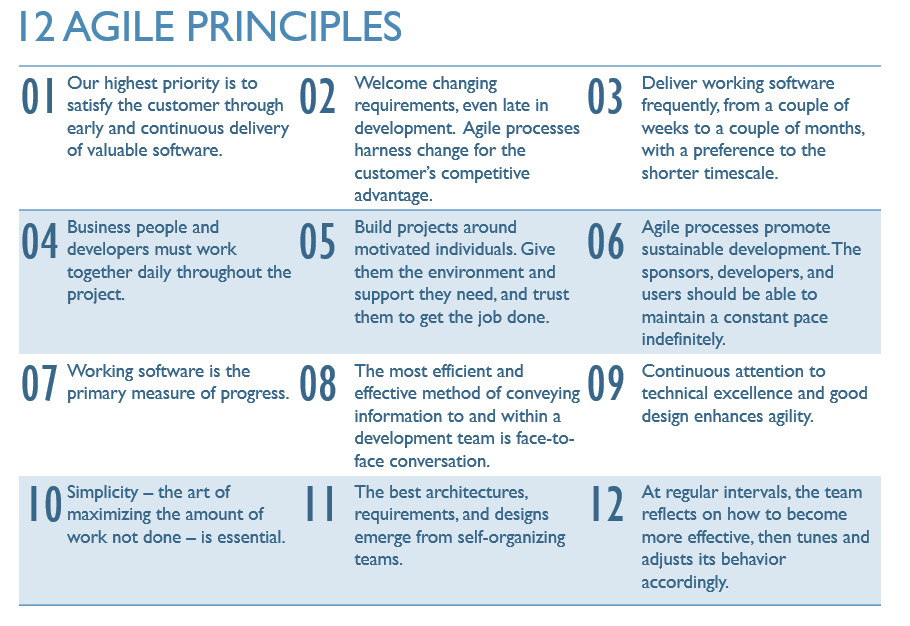 12 AGILE PRINCIPLES
01
Our highest priority is to
satisfy the customer through
early and continuous delivery
of valuable software.
02
Welcome changing
requirements, even late in
development. Agile processes
harness change for the
customer's competitive
advantage.
03
Deliver working software
frequently, from a couple of
weeks to a couple of months,
with a preference to the
shorter timescale.
04
Business people and
developers must work
together daily throughout the
project.
05
Build projects around
motivated individuals. Give
them the environment and
support they need, and trust
them to get the job done.
06
Agile processes promote
sustainable development. The
sponsors, developers, and
users should be able to
maintain a constant pace
indefinitely.
07
Working software is the
primary measure of progress.
08
The most efficient and
effective method of conveying
information to and within a
development team is face-to-
face conversation.
09
Continuous attention to
technical excellence and good
design enhances agility.
10
Simplicity – the art of
maximizing the amount of
work not done – is essential.
11
The best architectures,
requirements, and designs
emerge from self-organizing
teams.
12
At regular intervals, the team
reflects on how to become
more effective, then tunes and
adjusts its behavior
accordingly.